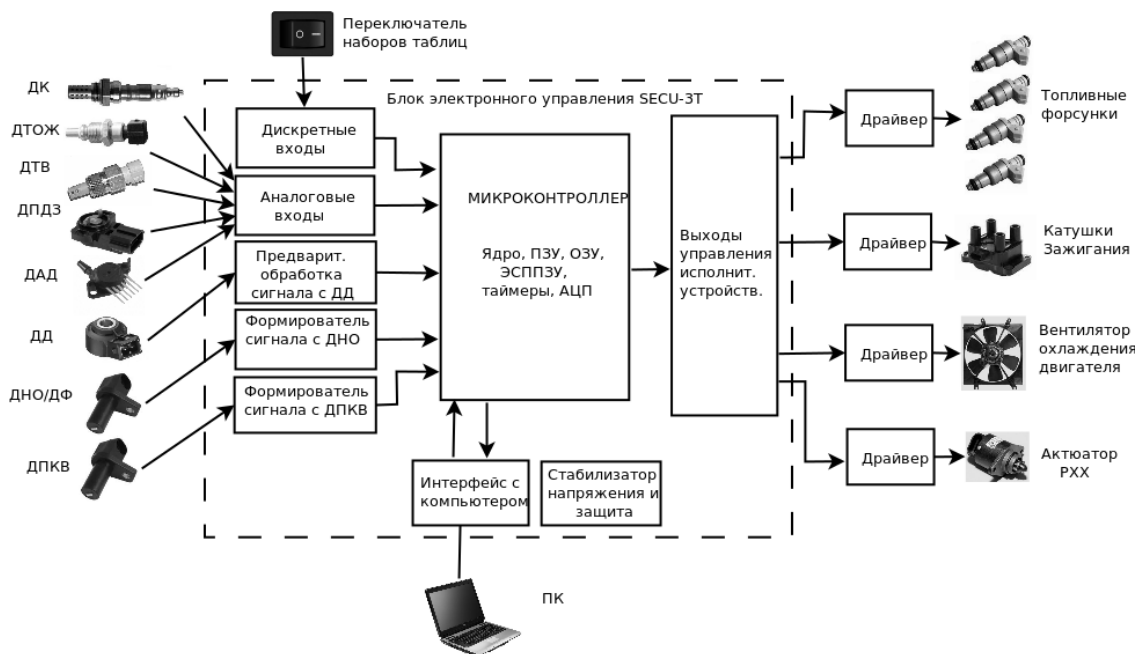 Переключатель
наборов таблиц
ДК
ДТОЖ
ДТВ
ДПДЗ
ДАД
ДД
ДНО/ДФ
ДПКВ
Блок электронного управления SECU-3T
Дискретные
входы
Аналоговые
входы
Предварит.
обработка
сигнала с ДД
Формирователь
сигнала с ДНО
Формирователь
сигнала с ДПКВ
МИКРОКОНТРОЛЛЕР
Ядро, ПЗУ, ОЗУ,
ЭСППЗУ,
таймеры, АЦП
Интерфейс с
компьютером
Стабилизатор
напряжения и
защита
Выходы
управления
исполнит.
устройств.
Драйвер
Топливные
форсунки
Драйвер
Катушки
Зажигания
Драйвер
Вентилятор
охлаждения
двигателя
Драйвер
Актюатор
РХХ
ПК